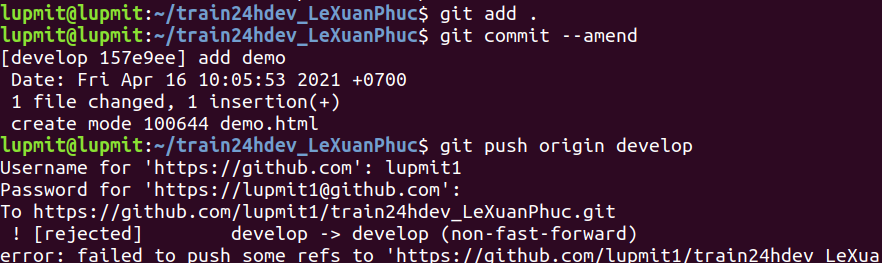 lupmit@lupmit:~/train24hdev_LeXuanPhuc$ git add .
lupmit@lupmit:~/train24hdev_LeXuanPhuc$ git commit --amend
[develop 157e9ee] add demo
 Date: Fri Apr 16 10:05:53 2021 +0700
 1 file changed, 1 insertion(+)
 create mode 100644 demo.html
lupmit@lupmit:~/train24hdev_LeXuanPhuc$ git push origin develop
Username for 'https://github.com': lupmit1
Password for 'https://lupmit1@github.com':
To https://github.com/lupmit1/train24hdev_LeXuanPhuc.git
 ! [rejected]        develop -> develop (non-fast-forward)
error: failed to push some refs to 'https://github.com/lupmit1/train24hdev_LeXua